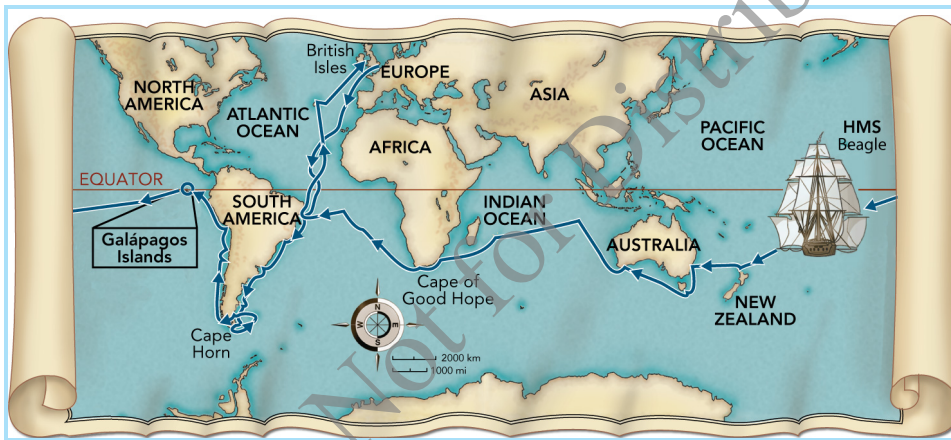 British
Isles
EUROPE
NORTH
AMERICA
ASIA
ATLANTIC
OCEAN
AFRICA
PACIFIC
OCEAN
HMS
Beagle
EQUATOR
SOUTH
AMERICA
INDIAN
OCEAN
Galápagos
Islands
AUSTRALIA
Cape of
Good Hope
NEW
ZEALAND
Cape
Horn
N
W
E
S
2000 km
1000 mi
Not for Distribu